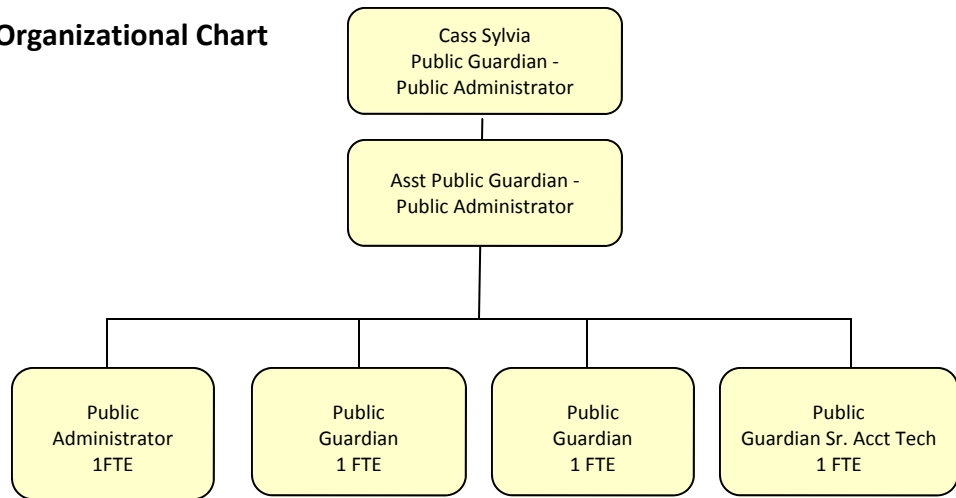 Organizational Chart
Cass Sylvia
Public Guardian -
Public Administrator
Asst Public Guardian -
Public Administrator
Public
Administrator
1FTE
Public
Guardian
1 FTE
Public
Guardian
1 FTE
Public
Guardian Sr. Acct Tech
1 FTE